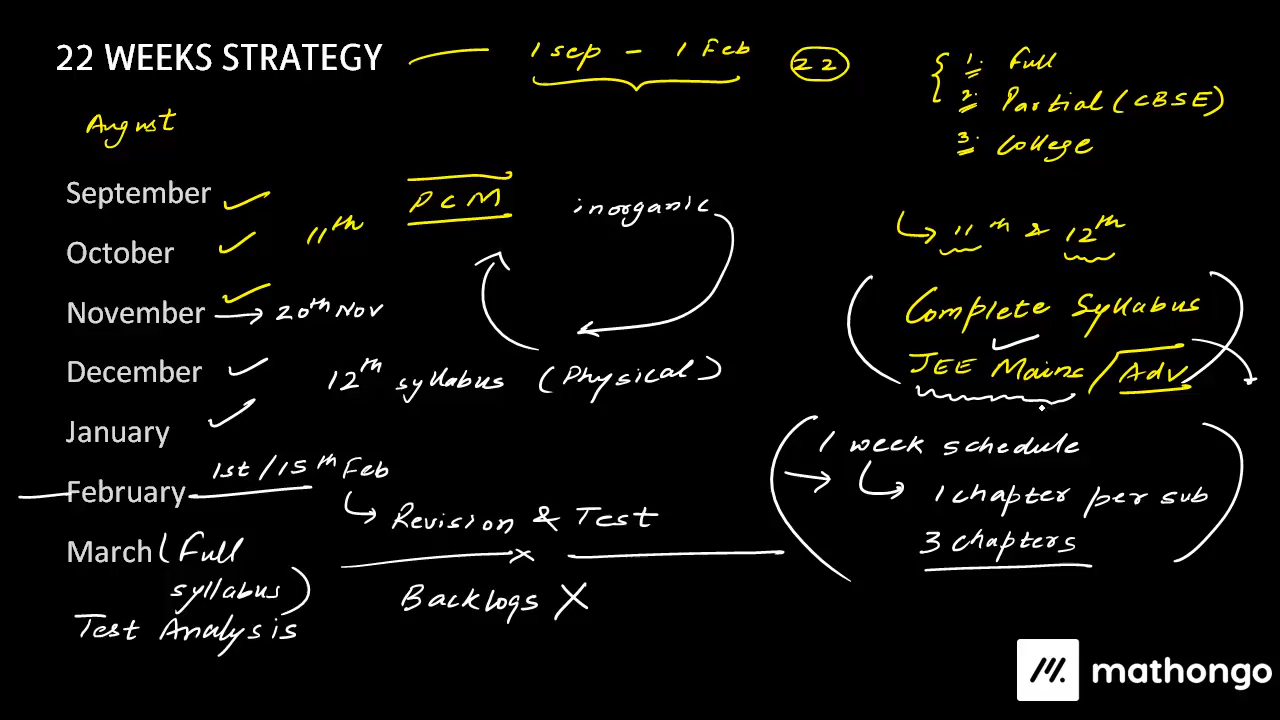 22 WEEKS STRATEGY
1 sep - 1 Feb
22
1. Full
2. Partial (CBSE)
3. College
August
September
October
11th
PCM
inorganic
11th & 12th
November
20th Nov
Complete Syllabus
JEE Mains / Adv
December
12th syllabus (Physical)
January
1 week schedule
1 chapter per sub
3 chapters
February
1st/15th Feb
Revision & Test
March (Full
syllabus)
Backlogs X
Test Analysis
mathongo